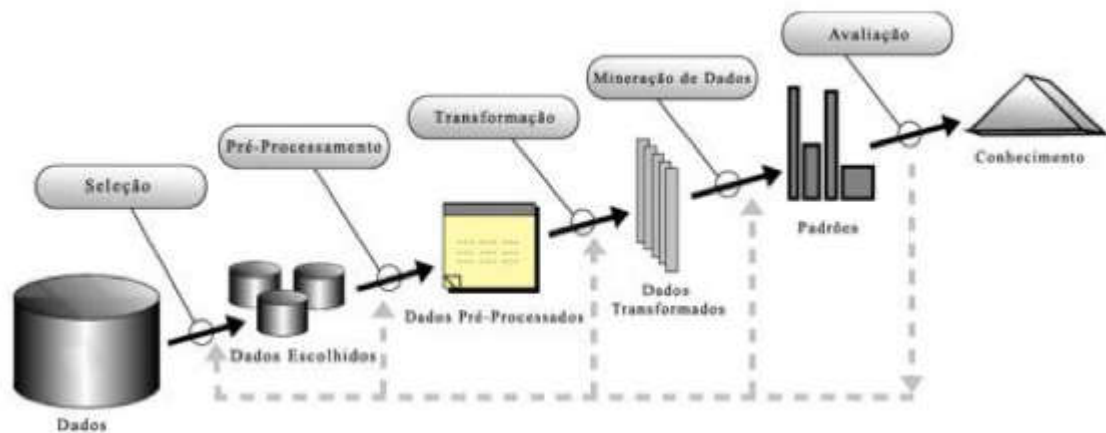 Avaliação
Mineração de Dados
Transformação
Pré-Processamento
Seleção
Conhecimento
Padrões
Dados
Transformados
Dados Pré-Processados
Dados Escolhidos
Dados